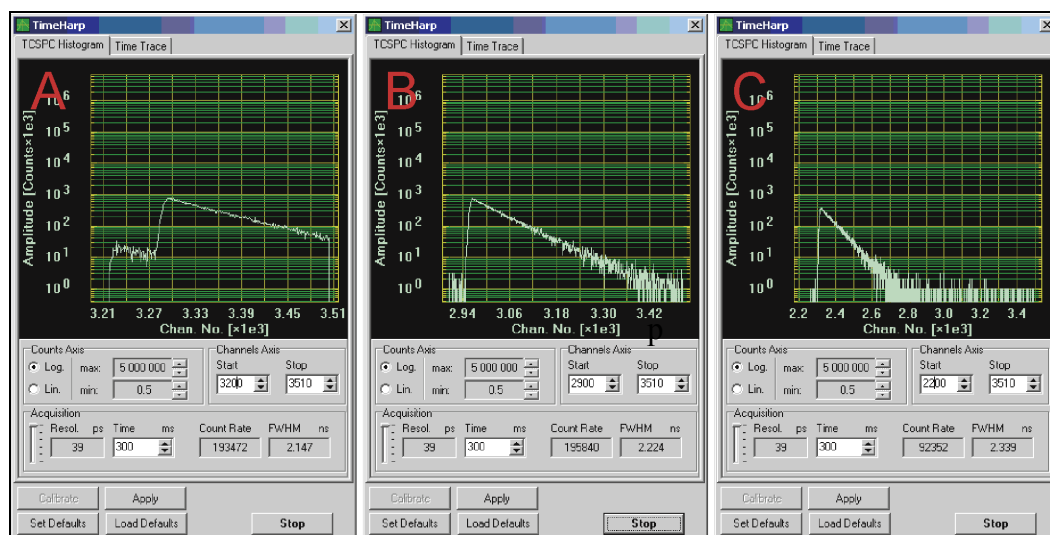 TimeHarp
TCSPC Histogram Time Trace
A
10^6
10^5
10^4
10^3
10^2
10^1
10^0
Amplitude [Counts×1e3]
3.21 3.27 3.33 3.39 3.45 3.51
Chan. No. [×1e3]
Counts Axis
Log. max: 5 000 000
Lin. min: 0.5
Channels Axis
Start Stop
3200 3510
Acquisition
Resol. ps Time ms Count Rate FWHM ns
39 300 193472 2.147
Calibrate Apply
Set Defaults Load Defaults Stop
TimeHarp
TCSPC Histogram Time Trace
B
10^6
10^5
10^4
10^3
10^2
10^1
10^0
Amplitude [Counts×1e3]
2.94 3.06 3.18 3.30 3.42
Chan. No. [×1e3]
p
Counts Axis
Log. max: 5 000 000
Lin. min: 0.5
Channels Axis
Start Stop
2900 3510
Acquisition
Resol. ps Time ms Count Rate FWHM ns
39 300 195840 2.224
Calibrate Apply
Set Defaults Load Defaults Stop
TimeHarp
TCSPC Histogram Time Trace
C
10^6
10^5
10^4
10^3
10^2
10^1
10^0
Amplitude [Counts×1e3]
2.2 2.4 2.6 2.8 3.0 3.2 3.4
Chan. No. [×1e3]
Counts Axis
Log. max: 5 000 000
Lin. min: 0.5
Channels Axis
Start Stop
2200 3510
Acquisition
Resol. ps Time ms Count Rate FWHM ns
39 300 92352 2.339
Calibrate Apply
Set Defaults Load Defaults Stop